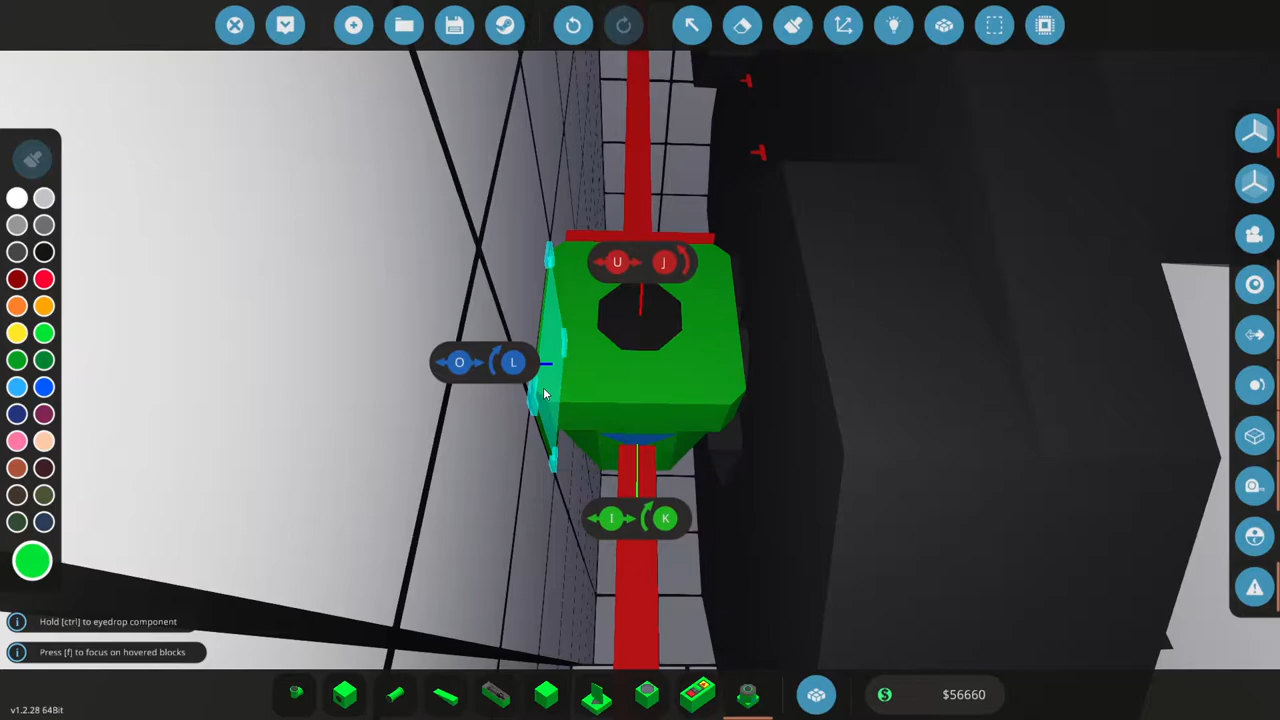 U J
O L
I K
Hold [ctrl] to eyedrop component
Press [f] to focus on hovered blocks
$ $56660
v1.2.28 64Bit